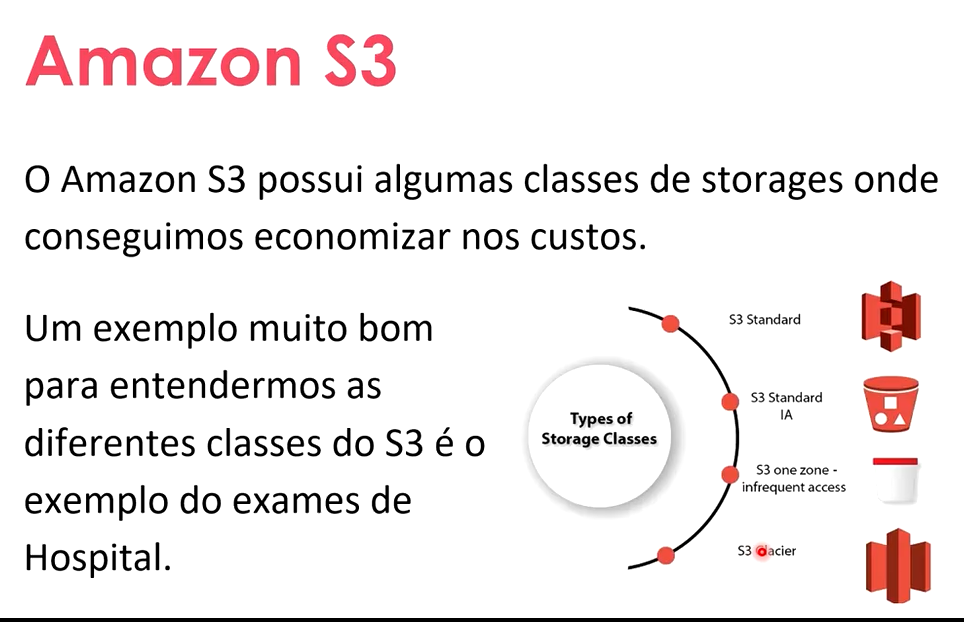 Amazon S3
O Amazon S3 possui algumas classes de storages onde
conseguimos economizar nos custos.
Um exemplo muito bom
para entendermos as
diferentes classes do S3 é o
exemplo do exames de
Hospital.
Types of
Storage Classes
S3 Standard
S3 Standard
IA
S3 one zone -
infrequent access
S3 Glacier